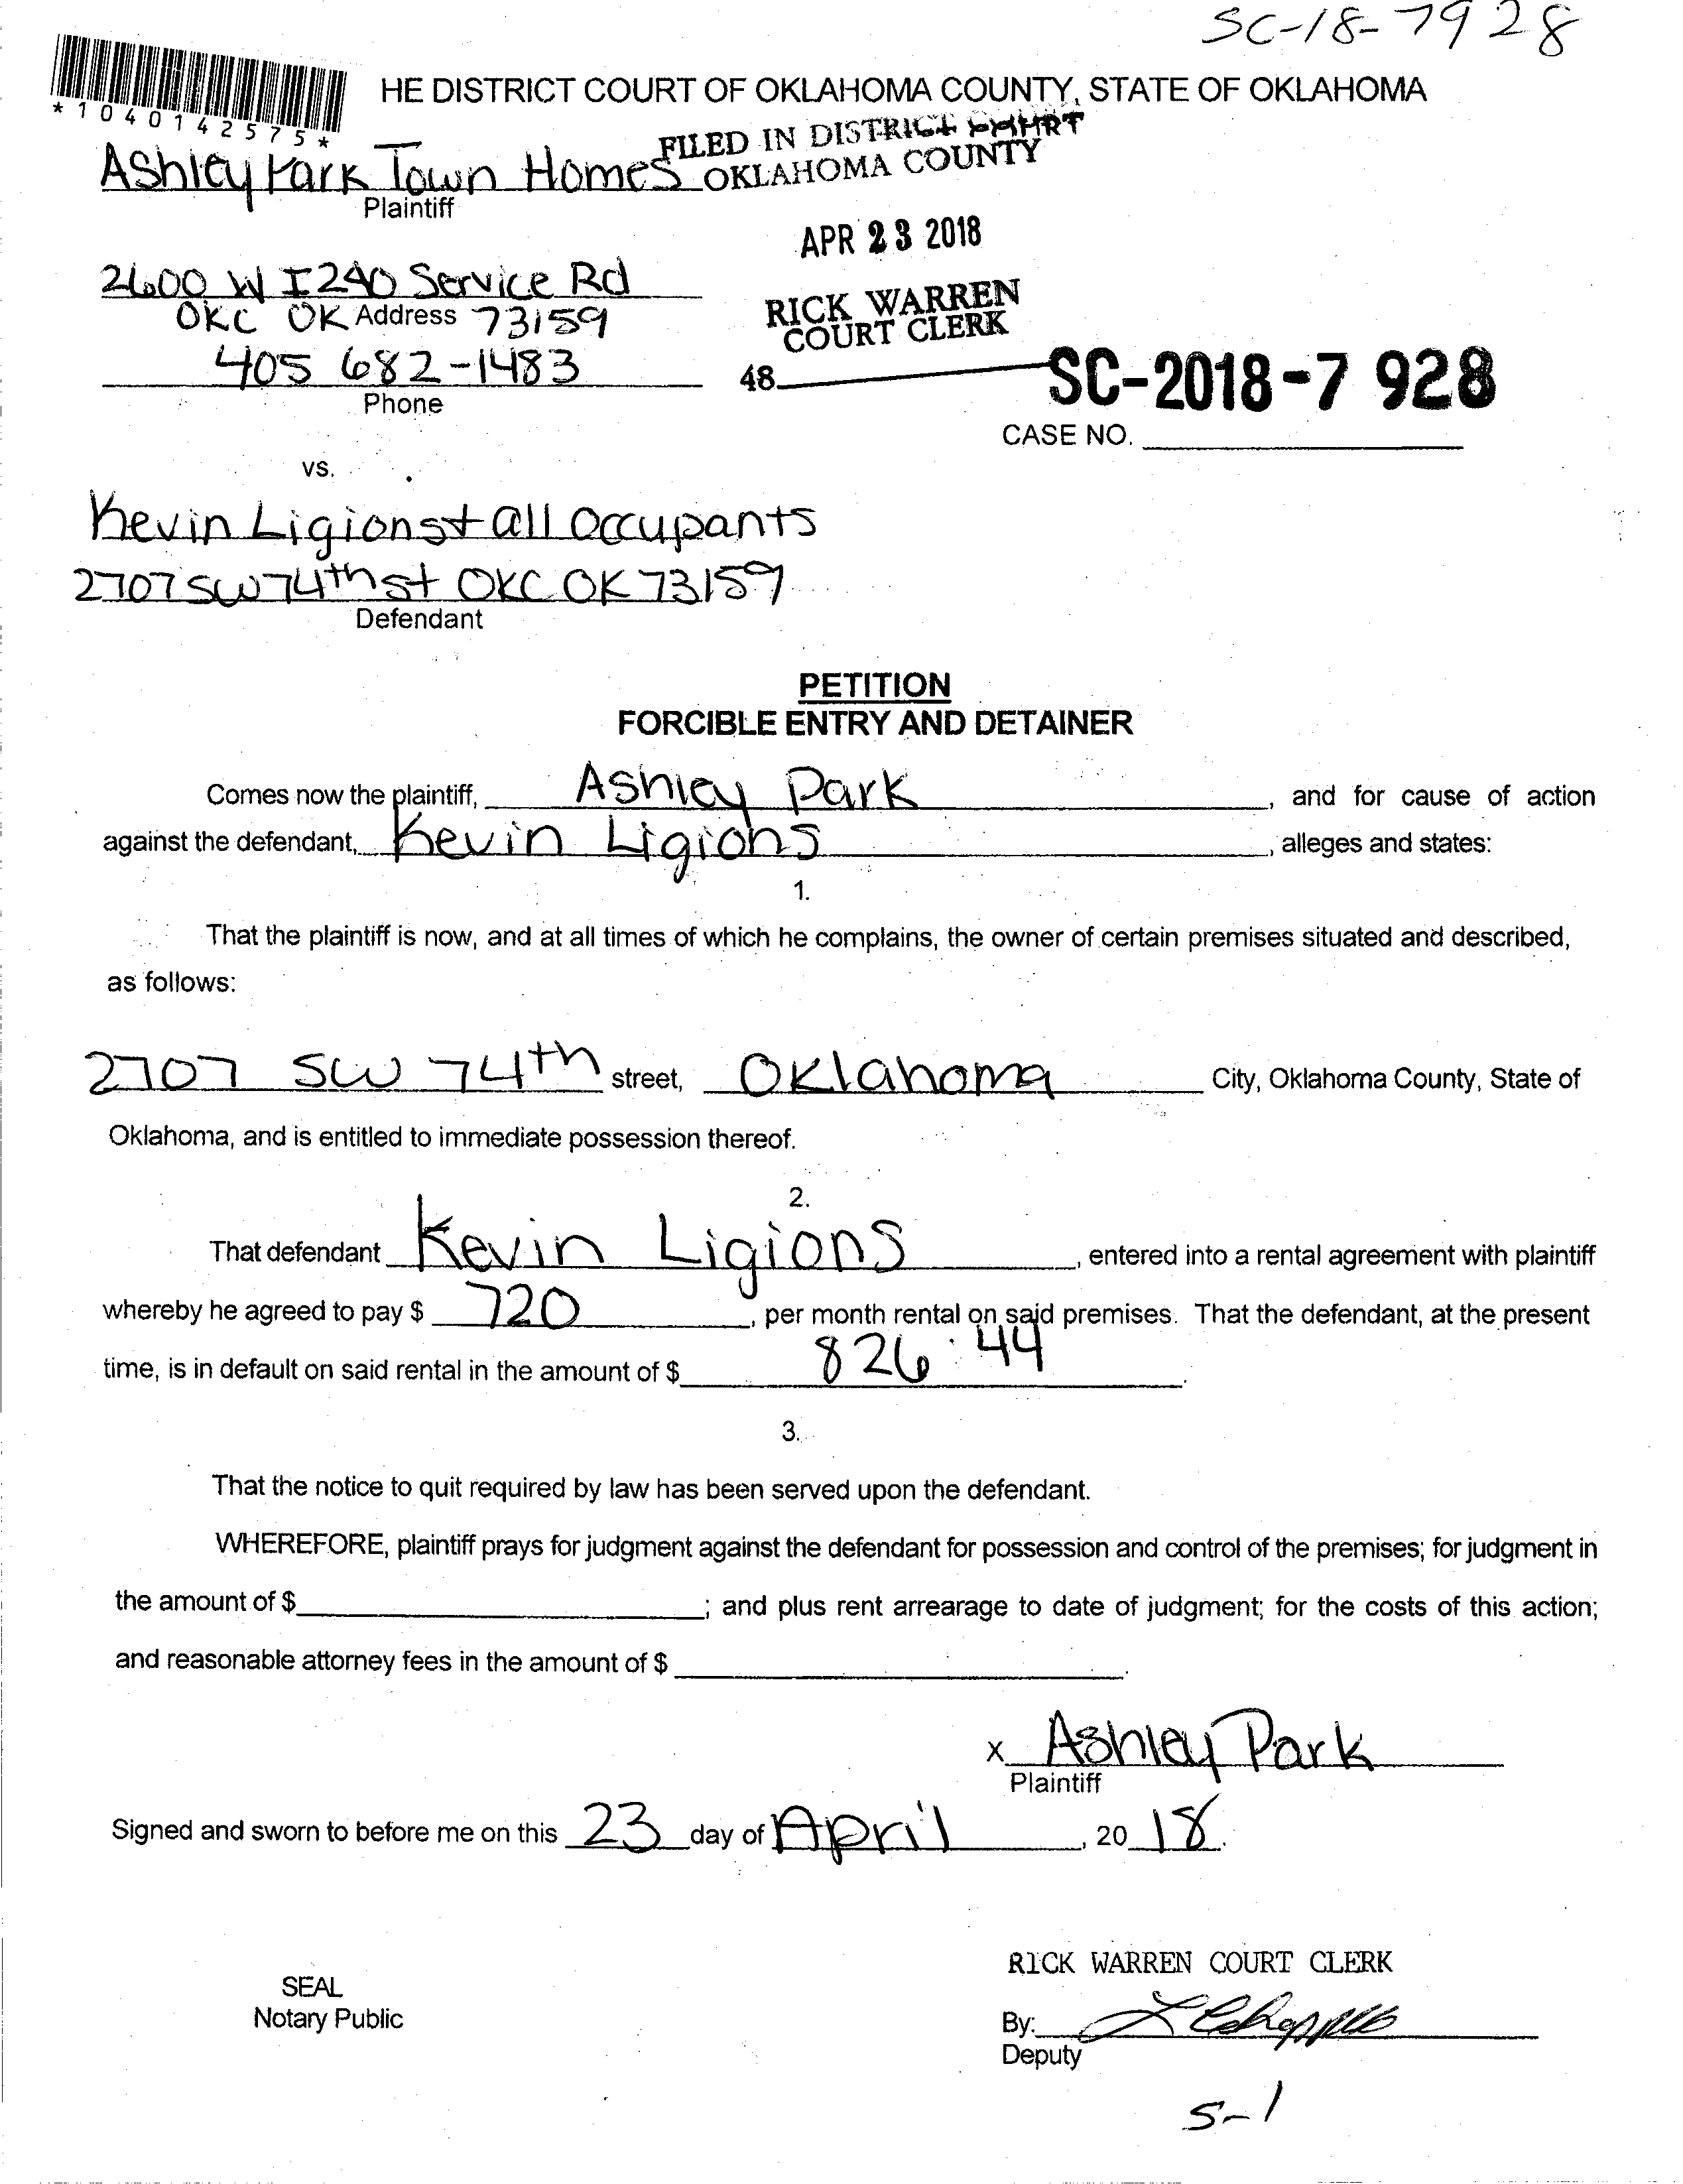 SC-18-7928
*1040142575*
HE DISTRICT COURT OF OKLAHOMA COUNTY, STATE OF OKLAHOMA
FILED IN DISTRICT COURT
OKLAHOMA COUNTY
Ashley Park Town Homes
Plaintiff
APR 23 2018
2600 W I240 Service Rd
OKC OK Address 73159
RICK WARREN
COURT CLERK
405 682-1483
48
SC-2018-7 928
Phone
CASE NO.
vs.
Kevin Ligions + all occupants
2707 SW 74th st OKC OK 73159
Defendant
PETITION
FORCIBLE ENTRY AND DETAINER
Comes now the plaintiff, Ashley Park, and for cause of action
against the defendant, Kevin Ligions, alleges and states:
1.
That the plaintiff is now, and at all times of which he complains, the owner of certain premises situated and described,
as follows:
2707 SW 74th street, Oklahoma City, Oklahoma County, State of
Oklahoma, and is entitled to immediate possession thereof.
2.
That defendant Kevin Ligions, entered into a rental agreement with plaintiff
whereby he agreed to pay $ 720, per month rental on said premises. That the defendant, at the present
time, is in default on said rental in the amount of $ 826.44.
3.
That the notice to quit required by law has been served upon the defendant.
WHEREFORE, plaintiff prays for judgment against the defendant for possession and control of the premises; for judgment in
the amount of $ ; and plus rent arrearage to date of judgment; for the costs of this action;
and reasonable attorney fees in the amount of $ .
x Ashley Park
Plaintiff
Signed and sworn to before me on this 23 day of April, 20 18.
RICK WARREN COURT CLERK
SEAL
Notary Public
By:
Deputy
5-1